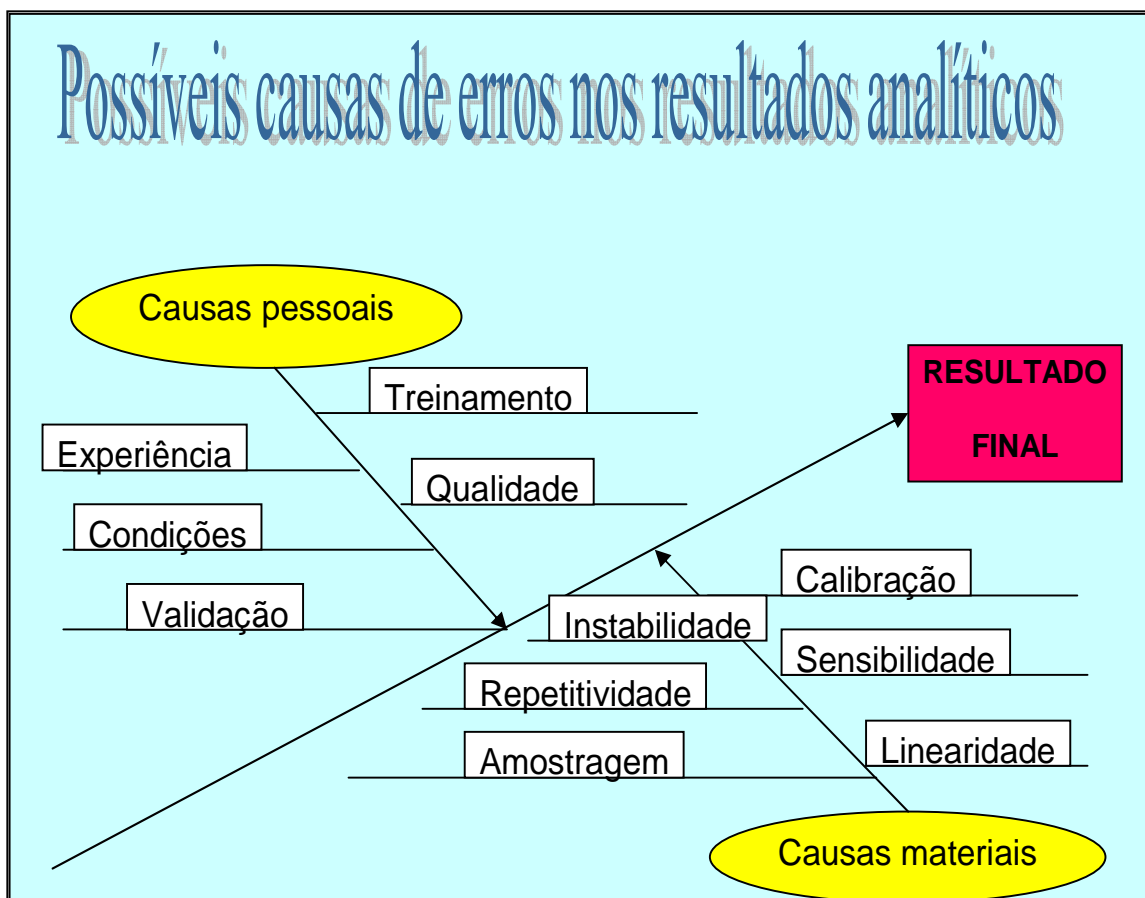 Possíveis causas de erros nos resultados analíticos
Causas pessoais
Treinamento
Experiência
Qualidade
Condições
Validação
RESULTADO
FINAL
Calibração
Instabilidade
Sensibilidade
Repetitividade
Linearidade
Amostragem
Causas materiais